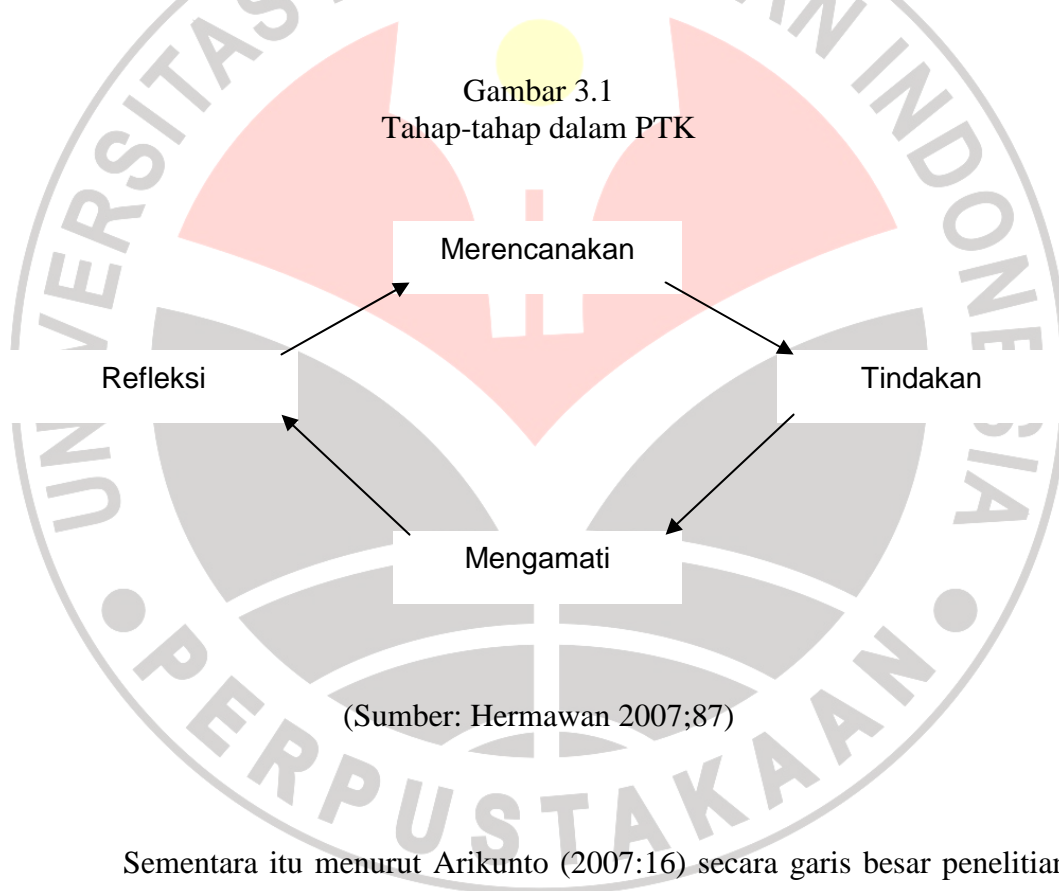 Gambar 3.1
Tahap-tahap dalam PTK
Merencanakan
Refleksi
Tindakan
Mengamati
(Sumber: Hermawan 2007;87)
Sementara itu menurut Arikunto (2007:16) secara garis besar penelitian
PERPUSTAKAAN